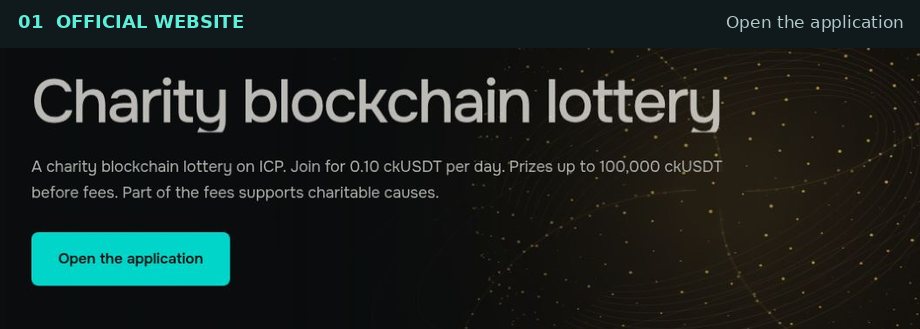 01 OFFICIAL WEBSITE
Open the application
Charity blockchain lottery
A charity blockchain lottery on ICP. Join for 0.10 ckUSDT per day. Prizes up to 100,000 ckUSDT
before fees. Part of the fees supports charitable causes.
Open the application